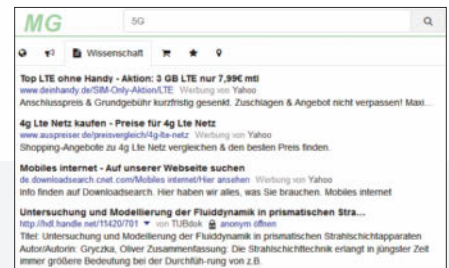 MG
5G
Wissenschaft
Top LTE ohne Handy - Aktion: 3 GB LTE nur 7,99€ mtl
www.deinhandy.de/SIM-Only-Aktion/LTE Werbung von Yahoo
Anschlusspreis & Grundgebühr kurzfristig gesenkt. Zuschlagen & Angebot nicht verpassen! Maxi...
4g Lte Netz kaufen - Preise für 4g Lte Netz
www.auspreiser.de/preisvergleich/4g-lte-netz Werbung von Yahoo
Shopping-Angebote zu 4g Lte Netz vergleichen & den besten Preis finden.
Mobiles internet - Auf unserer Webseite suchen
de.downloadsearch.cnet.com/Mobiles internet/Hier ansehen Werbung von Yahoo
Info finden auf Downloadsearch. Hier haben wir alles, was Sie brauchen. Mobiles internet
Untersuchung und Modellierung der Fluiddynamik in prismatischen Stra...
http://hdl.handle.net/11420/701 von TUBdok anonym öffnen
Titel: Untersuchung und Modellierung der Fluiddynamik in prismatischen Strahlschichtapparaten
Autor/Autorin: Gryczka, Oliver Zusammenfassung: Die Strahlschichttechnik erlangt in jüngster Zeit
immer größere Bedeutung bei der Durchfüh-rung von z.B.